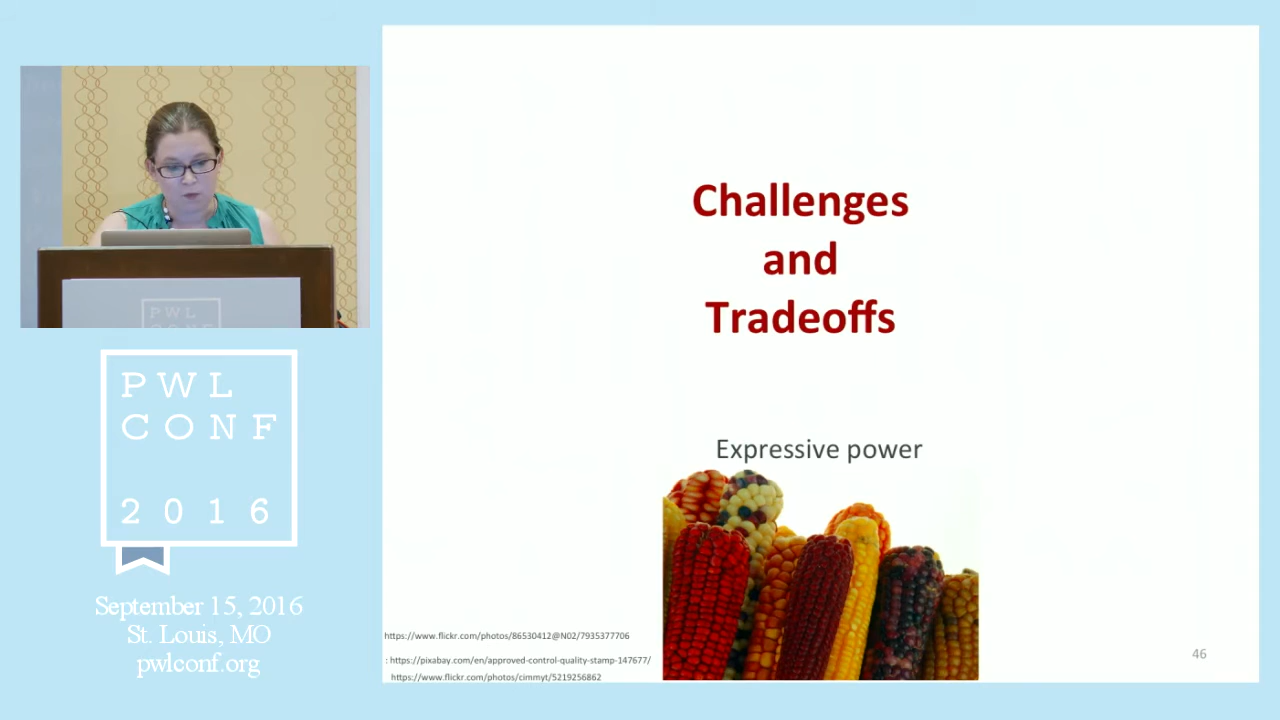 PWL
CONF
PWL
CONF
2016
September 15, 2016
St. Louis, MO
pwlconf.org
Challenges
and
Tradeoffs
Expressive power
https://www.flickr.com/photos/86530412@N02/7935377706
: https://pixabay.com/en/approved-control-quality-stamp-147677/
https://www.flickr.com/photos/cimmyt/5219256862
46